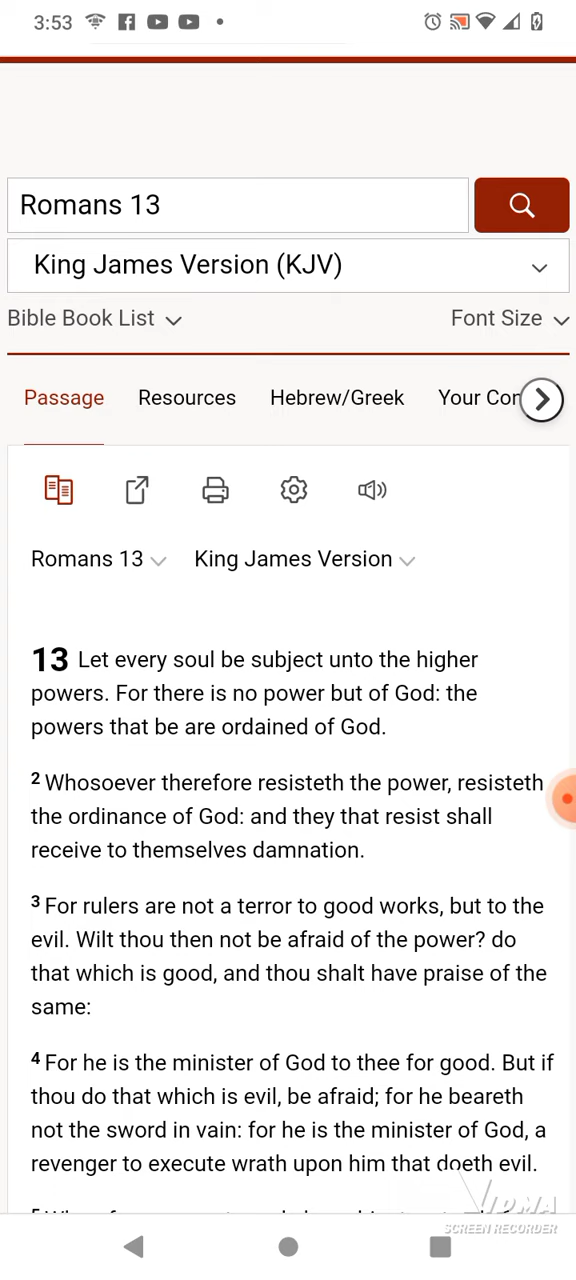 3:53
Romans 13
King James Version (KJV)
Bible Book List
Font Size
Passage Resources Hebrew/Greek Your Con
Romans 13 King James Version
13 Let every soul be subject unto the higher
powers. For there is no power but of God: the
powers that be are ordained of God.
2 Whosoever therefore resisteth the power, resisteth
the ordinance of God: and they that resist shall
receive to themselves damnation.
3 For rulers are not a terror to good works, but to the
evil. Wilt thou then not be afraid of the power? do
that which is good, and thou shalt have praise of the
same:
4 For he is the minister of God to thee for good. But if
thou do that which is evil, be afraid; for he beareth
not the sword in vain: for he is the minister of God, a
revenger to execute wrath upon him that doeth evil.
VIDMA
SCREEN RECORDER